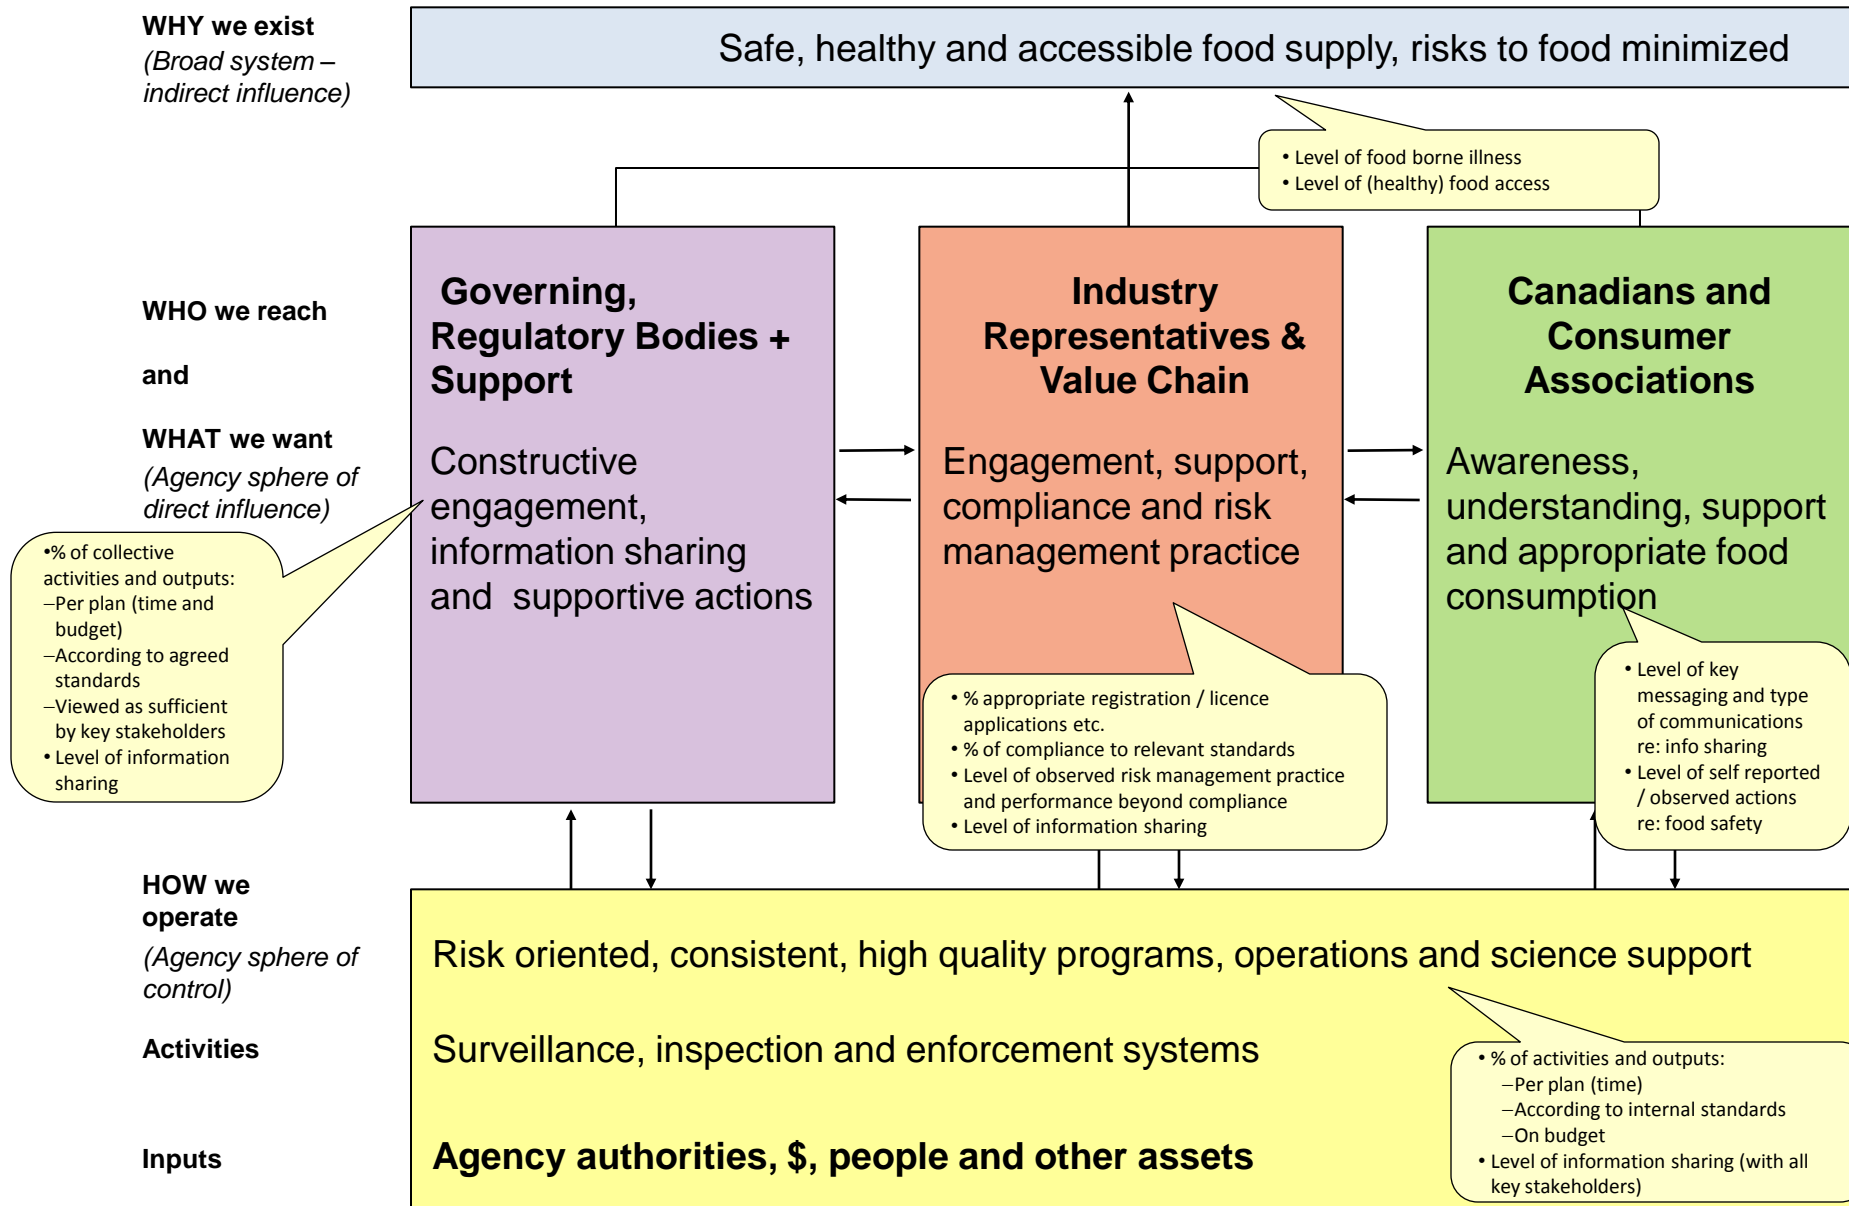 WHY we exist
(Broad system –
indirect influence)
Safe, healthy and accessible food supply, risks to food minimized
• Level of food borne illness
• Level of (healthy) food access
WHO we reach
and
WHAT we want
(Agency sphere of
direct influence)
Governing,
Regulatory Bodies +
Support
Constructive
engagement,
information sharing
and supportive actions
Industry
Representatives &
Value Chain
Engagement, support,
compliance and risk
management practice
Canadians and
Consumer
Associations
Awareness,
understanding, support
and appropriate food
consumption
•% of collective
activities and outputs:
–Per plan (time and
budget)
–According to agreed
standards
–Viewed as sufficient
by key stakeholders
• Level of information
sharing
• % appropriate registration / licence
applications etc.
• % of compliance to relevant standards
• Level of observed risk management practice
and performance beyond compliance
• Level of information sharing
• Level of key
messaging and type
of communications
re: info sharing
• Level of self reported
/ observed actions
re: food safety
HOW we
operate
(Agency sphere of
control)
Risk oriented, consistent, high quality programs, operations and science support
Activities
Surveillance, inspection and enforcement systems
Inputs
Agency authorities, $, people and other assets
• % of activities and outputs:
–Per plan (time)
–According to internal standards
–On budget
• Level of information sharing (with all
key stakeholders)